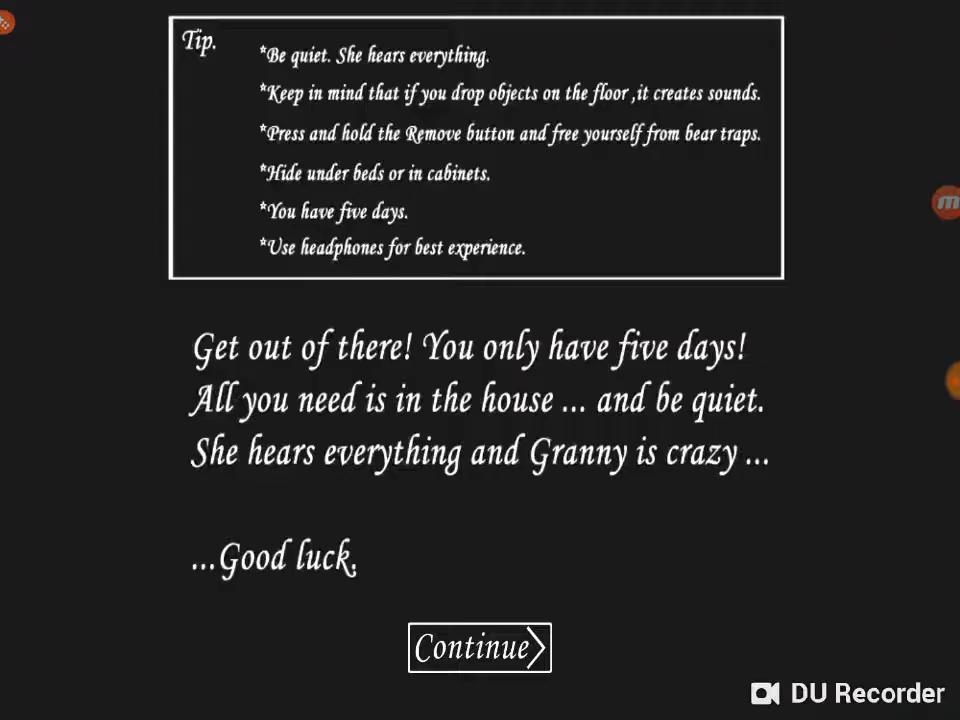 Tip.
*Be quiet. She hears everything.
*Keep in mind that if you drop objects on the floor ,it creates sounds.
*Press and hold the Remove button and free yourself from bear traps.
*Hide under beds or in cabinets.
*You have five days.
*Use headphones for best experience.
Get out of there! You only have five days!
All you need is in the house ... and be quiet.
She hears everything and Granny is crazy ...
...Good luck.
Continue
DU Recorder